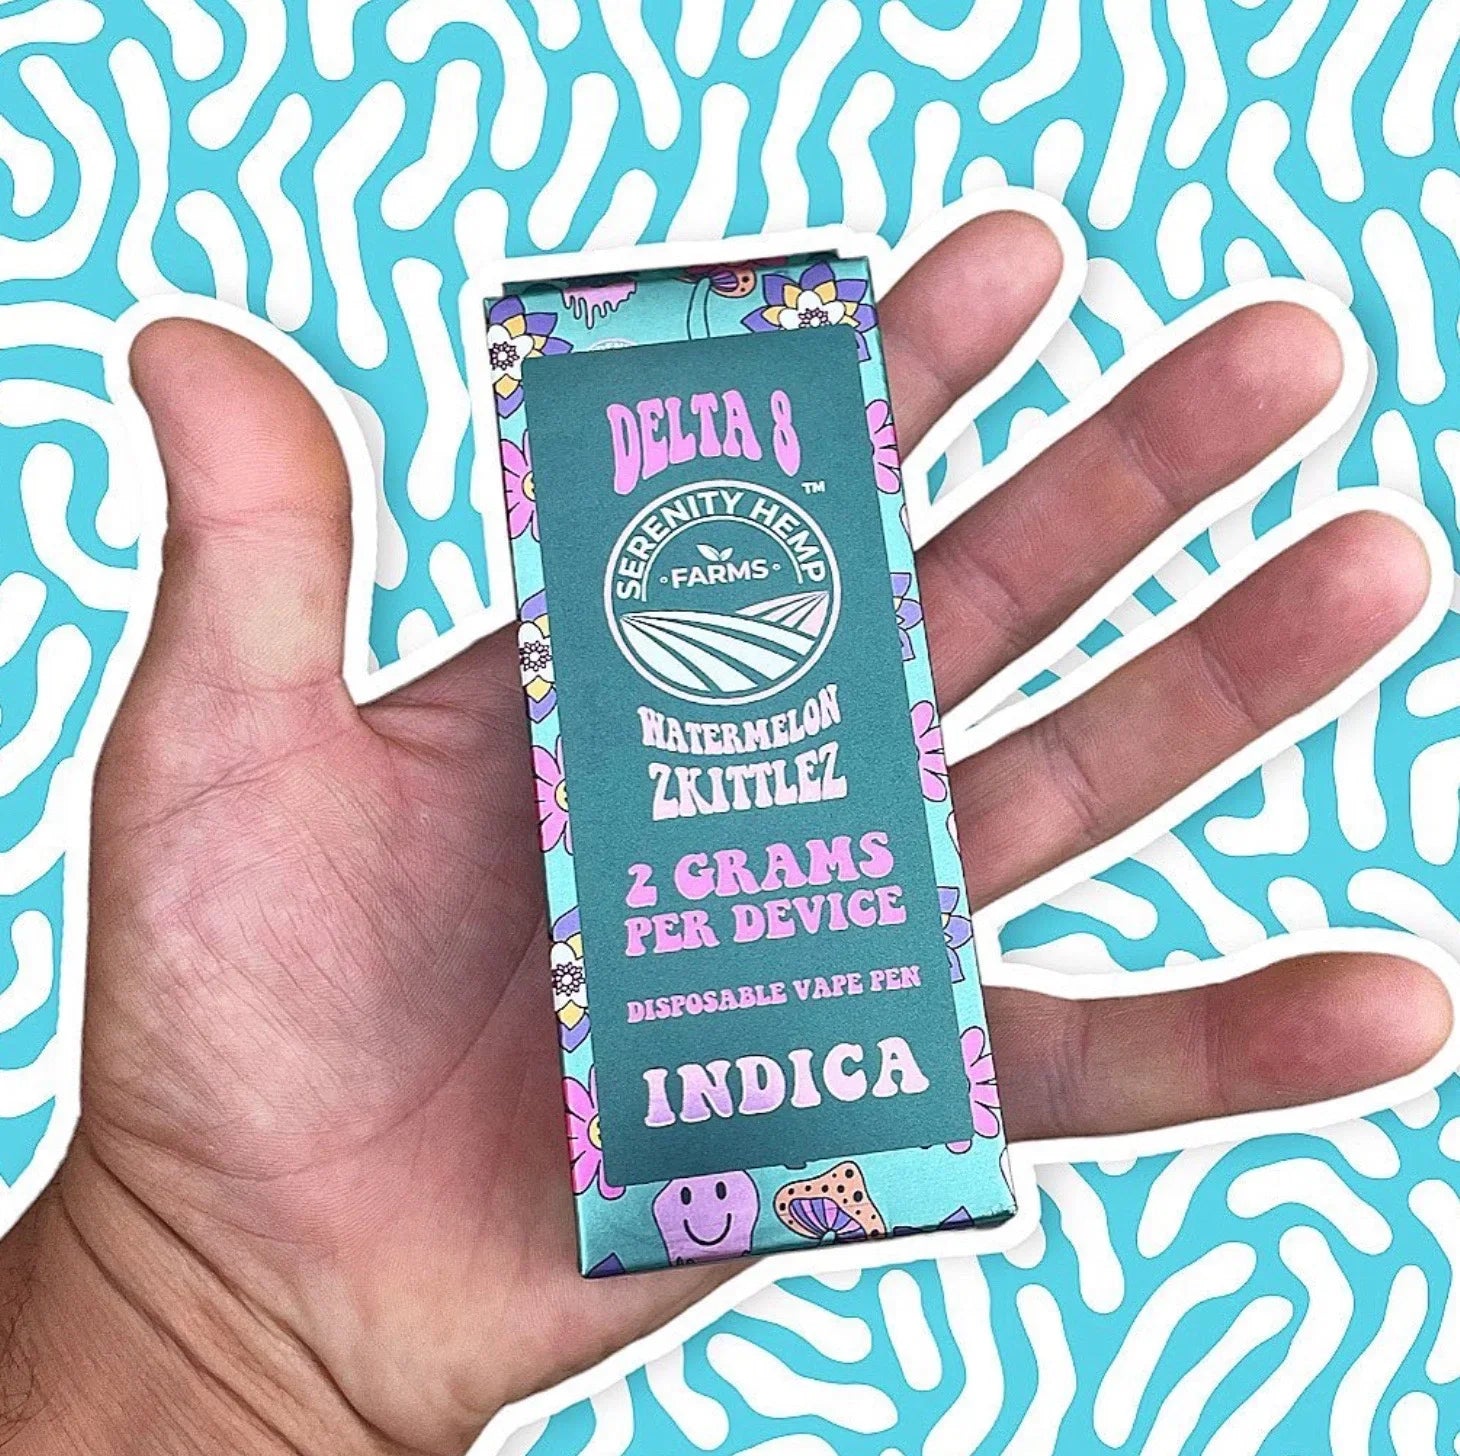 DELTA 8
SERENITY HEMP
TM
• FARMS •
WATERMELON
ZKITTLEZ
2 GRAMS
PER DEVICE
DISPOSABLE VAPE PEN
INDICA